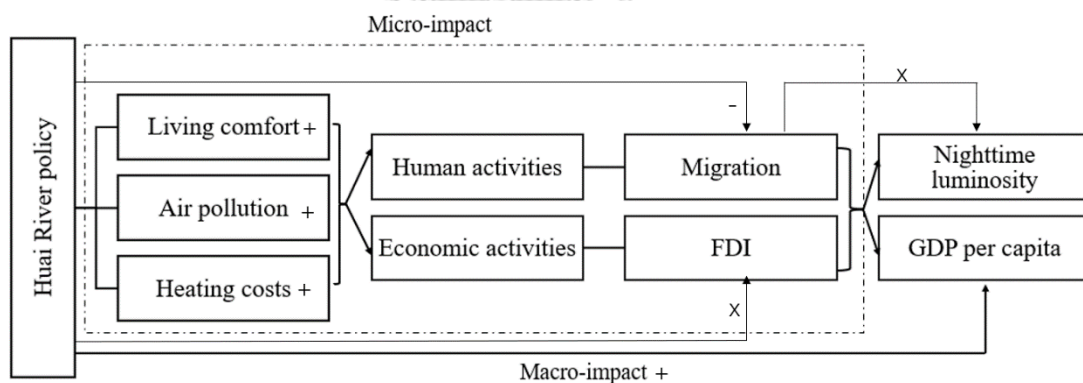 Micro-impact
Huai River policy
-
X
Living comfort +
Air pollution +
Heating costs +
Human activities
Economic activities
Migration
FDI
X
Nighttime
luminosity
GDP per capita
Macro-impact +